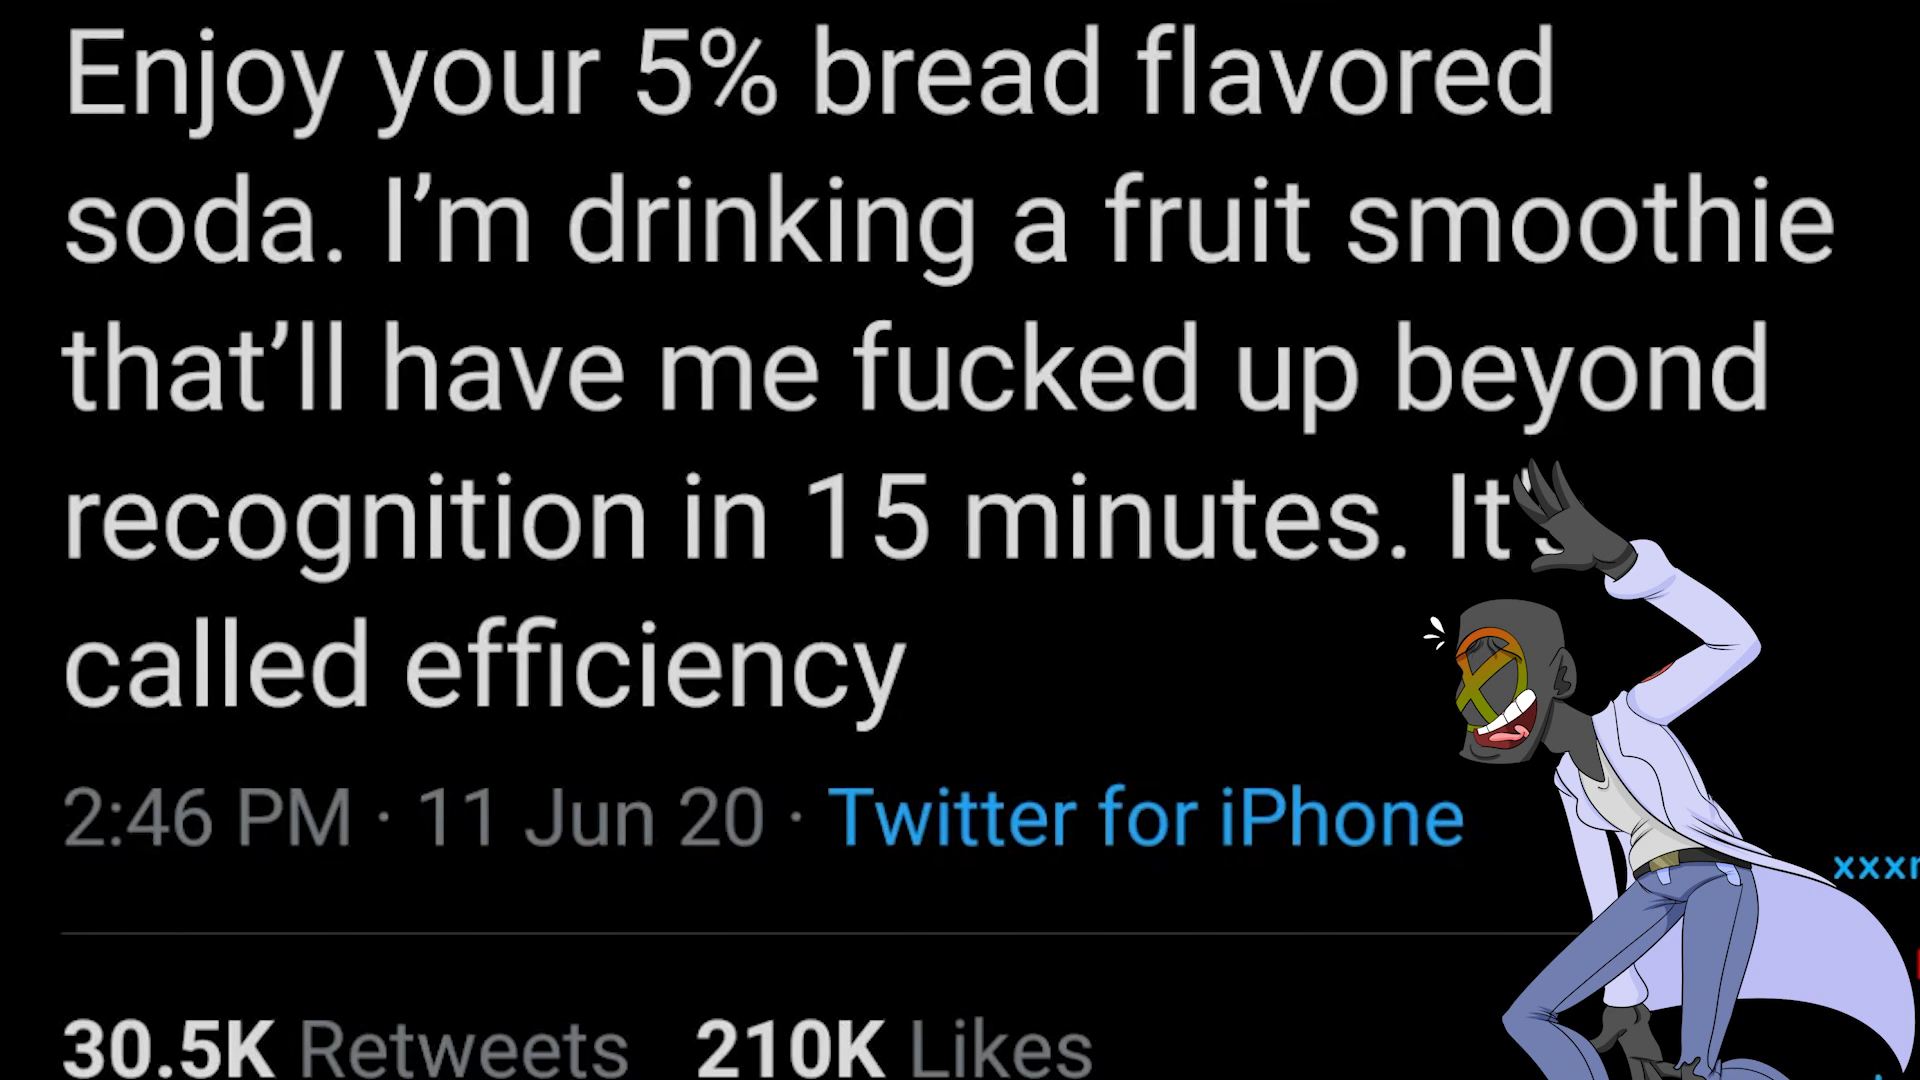 Enjoy your 5% bread flavored
soda. I’m drinking a fruit smoothie
that’ll have me fucked up beyond
recognition in 15 minutes. It
called efficiency
2:46 PM · 11 Jun 20 · Twitter for iPhone
30.5K Retweets 210K Likes